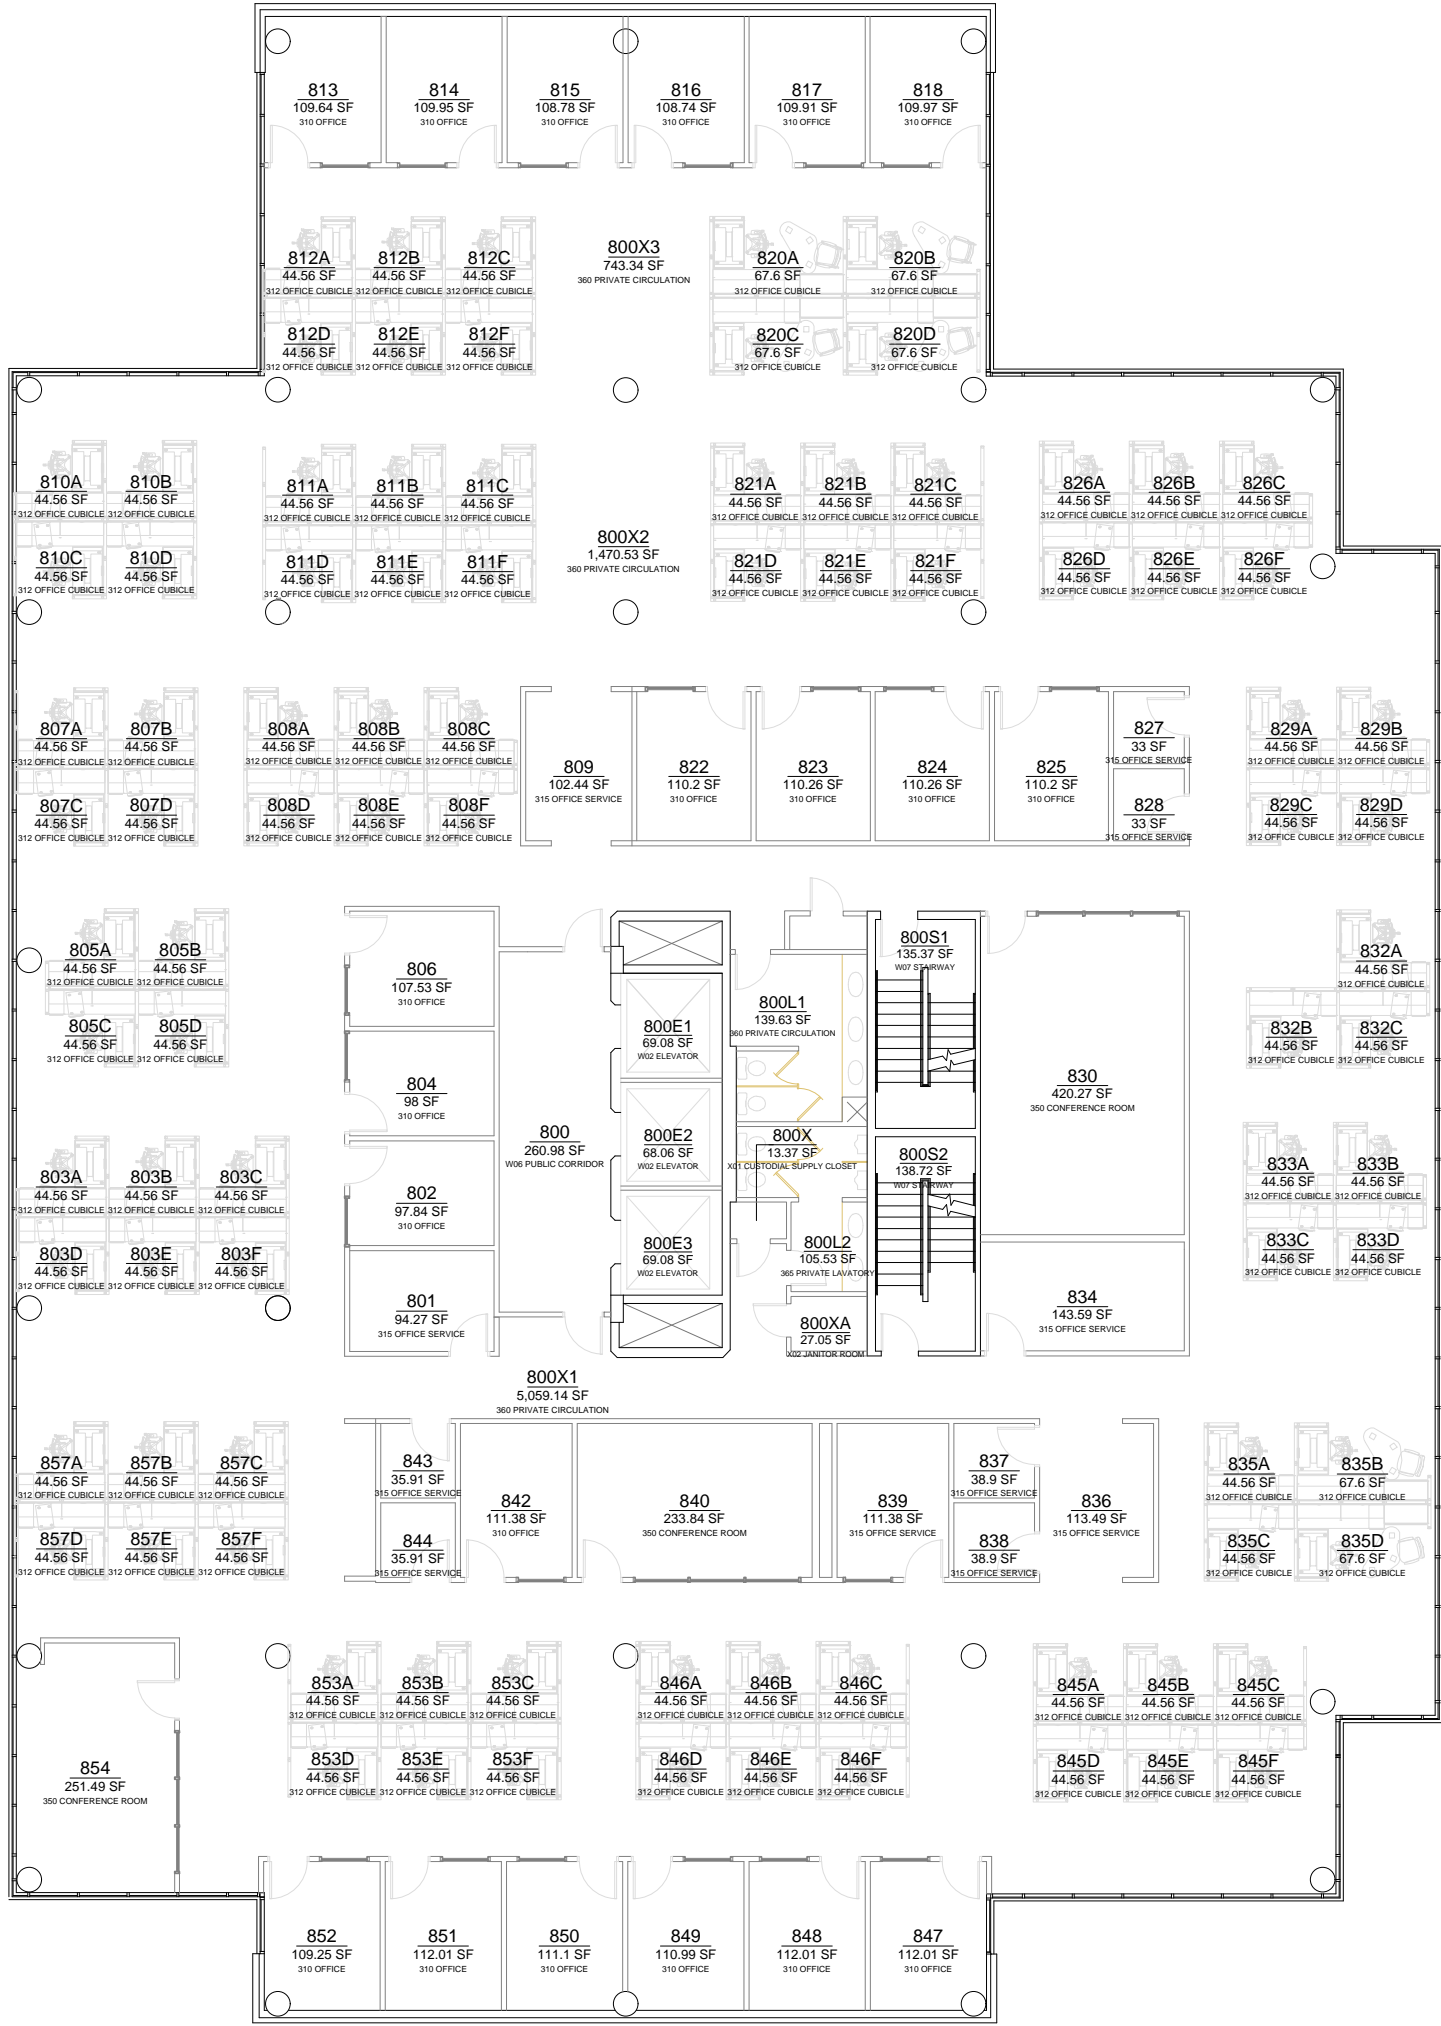 813
109.64 SF
310 OFFICE
814
109.95 SF
310 OFFICE
815
108.78 SF
310 OFFICE
816
108.74 SF
310 OFFICE
817
109.91 SF
310 OFFICE
818
109.97 SF
310 OFFICE
812A
44.56 SF
312 OFFICE CUBICLE
812B
44.56 SF
312 OFFICE CUBICLE
812C
44.56 SF
312 OFFICE CUBICLE
800X3
743.34 SF
360 PRIVATE CIRCULATION
820A
67.6 SF
312 OFFICE CUBICLE
820B
67.6 SF
312 OFFICE CUBICLE
812D
44.56 SF
312 OFFICE CUBICLE
812E
44.56 SF
312 OFFICE CUBICLE
812F
44.56 SF
312 OFFICE CUBICLE
820C
67.6 SF
312 OFFICE CUBICLE
820D
67.6 SF
312 OFFICE CUBICLE
810A
44.56 SF
312 OFFICE CUBICLE
810B
44.56 SF
312 OFFICE CUBICLE
811A
44.56 SF
312 OFFICE CUBICLE
811B
44.56 SF
312 OFFICE CUBICLE
811C
44.56 SF
312 OFFICE CUBICLE
821A
44.56 SF
312 OFFICE CUBICLE
821B
44.56 SF
312 OFFICE CUBICLE
821C
44.56 SF
312 OFFICE CUBICLE
826A
44.56 SF
312 OFFICE CUBICLE
826B
44.56 SF
312 OFFICE CUBICLE
826C
44.56 SF
312 OFFICE CUBICLE
800X2
1,470.53 SF
360 PRIVATE CIRCULATION
810C
44.56 SF
312 OFFICE CUBICLE
810D
44.56 SF
312 OFFICE CUBICLE
811D
44.56 SF
312 OFFICE CUBICLE
811E
44.56 SF
312 OFFICE CUBICLE
811F
44.56 SF
312 OFFICE CUBICLE
821D
44.56 SF
312 OFFICE CUBICLE
821E
44.56 SF
312 OFFICE CUBICLE
821F
44.56 SF
312 OFFICE CUBICLE
826D
44.56 SF
312 OFFICE CUBICLE
826E
44.56 SF
312 OFFICE CUBICLE
826F
44.56 SF
312 OFFICE CUBICLE
807A
44.56 SF
312 OFFICE CUBICLE
807B
44.56 SF
312 OFFICE CUBICLE
808A
44.56 SF
312 OFFICE CUBICLE
808B
44.56 SF
312 OFFICE CUBICLE
808C
44.56 SF
312 OFFICE CUBICLE
827
33 SF
315 OFFICE SERVICE
829A
44.56 SF
312 OFFICE CUBICLE
829B
44.56 SF
312 OFFICE CUBICLE
809
102.44 SF
315 OFFICE SERVICE
822
110.2 SF
310 OFFICE
823
110.26 SF
310 OFFICE
824
110.26 SF
310 OFFICE
825
110.2 SF
310 OFFICE
807C
44.56 SF
312 OFFICE CUBICLE
807D
44.56 SF
312 OFFICE CUBICLE
808D
44.56 SF
312 OFFICE CUBICLE
808E
44.56 SF
312 OFFICE CUBICLE
808F
44.56 SF
312 OFFICE CUBICLE
828
33 SF
315 OFFICE SERVICE
829C
44.56 SF
312 OFFICE CUBICLE
829D
44.56 SF
312 OFFICE CUBICLE
805A
44.56 SF
312 OFFICE CUBICLE
805B
44.56 SF
312 OFFICE CUBICLE
806
107.53 SF
310 OFFICE
800S1
135.37 SF
W07 STAIRWAY
832A
44.56 SF
312 OFFICE CUBICLE
805C
44.56 SF
312 OFFICE CUBICLE
805D
44.56 SF
312 OFFICE CUBICLE
800E1
69.08 SF
W02 ELEVATOR
800L1
139.63 SF
360 PRIVATE CIRCULATION
832B
44.56 SF
312 OFFICE CUBICLE
832C
44.56 SF
312 OFFICE CUBICLE
804
98 SF
310 OFFICE
830
420.27 SF
350 CONFERENCE ROOM
800
260.98 SF
W06 PUBLIC CORRIDOR
800E2
68.06 SF
W02 ELEVATOR
800X
13.37 SF
X01 CUSTODIAL SUPPLY CLOSET
800S2
138.72 SF
W07 STAIRWAY
803A
44.56 SF
312 OFFICE CUBICLE
803B
44.56 SF
312 OFFICE CUBICLE
803C
44.56 SF
312 OFFICE CUBICLE
802
97.84 SF
310 OFFICE
833A
44.56 SF
312 OFFICE CUBICLE
833B
44.56 SF
312 OFFICE CUBICLE
803D
44.56 SF
312 OFFICE CUBICLE
803E
44.56 SF
312 OFFICE CUBICLE
803F
44.56 SF
312 OFFICE CUBICLE
800E3
69.08 SF
W02 ELEVATOR
800L2
105.53 SF
365 PRIVATE LAVATORY
833C
44.56 SF
312 OFFICE CUBICLE
833D
44.56 SF
312 OFFICE CUBICLE
801
94.27 SF
315 OFFICE SERVICE
800XA
27.05 SF
X02 JANITOR ROOM
834
143.59 SF
315 OFFICE SERVICE
800X1
5,059.14 SF
360 PRIVATE CIRCULATION
857A
44.56 SF
312 OFFICE CUBICLE
857B
44.56 SF
312 OFFICE CUBICLE
857C
44.56 SF
312 OFFICE CUBICLE
843
35.91 SF
315 OFFICE SERVICE
837
38.9 SF
315 OFFICE SERVICE
835A
44.56 SF
312 OFFICE CUBICLE
835B
67.6 SF
312 OFFICE CUBICLE
842
111.38 SF
310 OFFICE
840
233.84 SF
350 CONFERENCE ROOM
839
111.38 SF
315 OFFICE SERVICE
836
113.49 SF
315 OFFICE SERVICE
857D
44.56 SF
312 OFFICE CUBICLE
857E
44.56 SF
312 OFFICE CUBICLE
857F
44.56 SF
312 OFFICE CUBICLE
844
35.91 SF
315 OFFICE SERVICE
838
38.9 SF
315 OFFICE SERVICE
835C
44.56 SF
312 OFFICE CUBICLE
835D
67.6 SF
312 OFFICE CUBICLE
853A
44.56 SF
312 OFFICE CUBICLE
853B
44.56 SF
312 OFFICE CUBICLE
853C
44.56 SF
312 OFFICE CUBICLE
846A
44.56 SF
312 OFFICE CUBICLE
846B
44.56 SF
312 OFFICE CUBICLE
846C
44.56 SF
312 OFFICE CUBICLE
845A
44.56 SF
312 OFFICE CUBICLE
845B
44.56 SF
312 OFFICE CUBICLE
845C
44.56 SF
312 OFFICE CUBICLE
854
251.49 SF
350 CONFERENCE ROOM
853D
44.56 SF
312 OFFICE CUBICLE
853E
44.56 SF
312 OFFICE CUBICLE
853F
44.56 SF
312 OFFICE CUBICLE
846D
44.56 SF
312 OFFICE CUBICLE
846E
44.56 SF
312 OFFICE CUBICLE
846F
44.56 SF
312 OFFICE CUBICLE
845D
44.56 SF
312 OFFICE CUBICLE
845E
44.56 SF
312 OFFICE CUBICLE
845F
44.56 SF
312 OFFICE CUBICLE
852
109.25 SF
310 OFFICE
851
112.01 SF
310 OFFICE
850
111.1 SF
310 OFFICE
849
110.99 SF
310 OFFICE
848
112.01 SF
310 OFFICE
847
112.01 SF
310 OFFICE